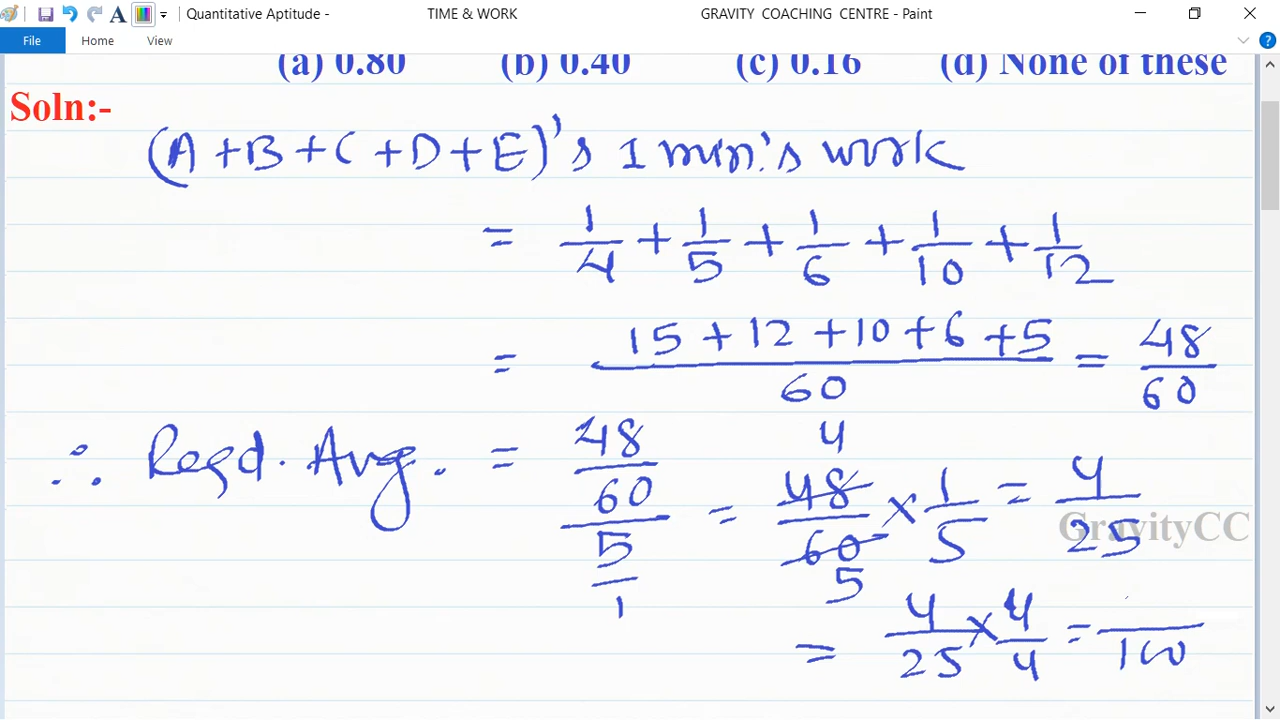 Quantitative Aptitude - TIME & WORK GRAVITY COACHING CENTRE - Paint
File Home View
(a) 0.80 (b) 0.40 (c) 0.16 (d) None of these
Soln:-
(A+B+C+D+E)'s 1 min.'s work
= 1/4 + 1/5 + 1/6 + 1/10 + 1/12
= 15+12+10+6+5/60 = 48/60
∴ Reqd. Avg. = 48/60/5/1 = 48/60 × 1/5 = 4/25
4
5
GravityCC
= 4/25 × 4/4 = /100